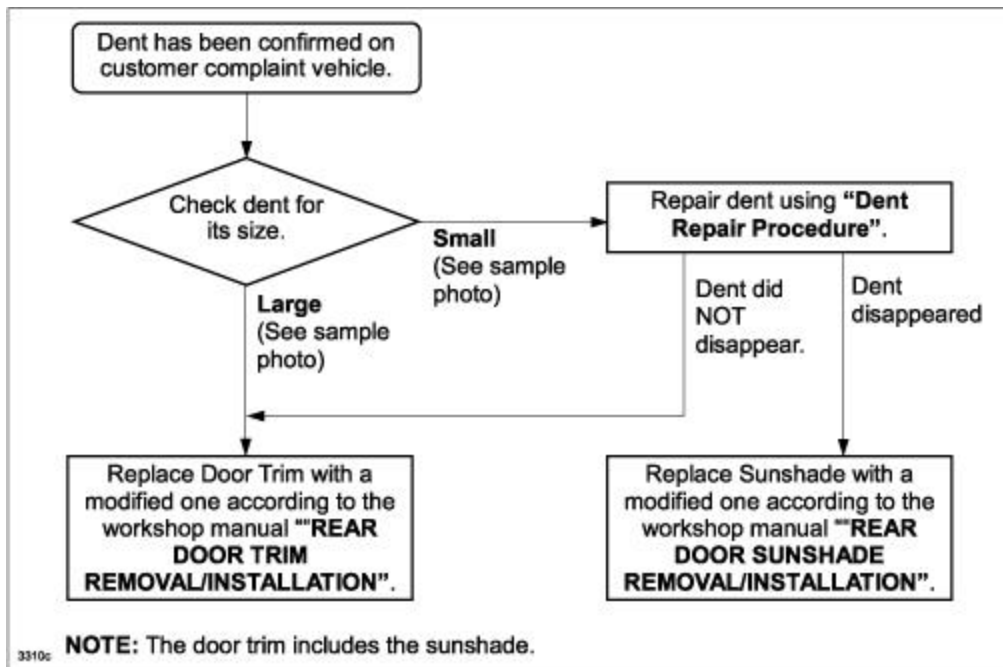 Dent has been confirmed on
customer complaint vehicle.
Check dent for
its size.
Small
(See sample
photo)
Repair dent using “Dent
Repair Procedure”.
Large
(See sample
photo)
Dent did
NOT
disappear.
Dent
disappeared
Replace Door Trim with a
modified one according to the
workshop manual ““REAR
DOOR TRIM
REMOVAL/INSTALLATION”.
Replace Sunshade with a
modified one according to the
workshop manual ““REAR
DOOR SUNSHADE
REMOVAL/INSTALLATION”.
3310c NOTE: The door trim includes the sunshade.